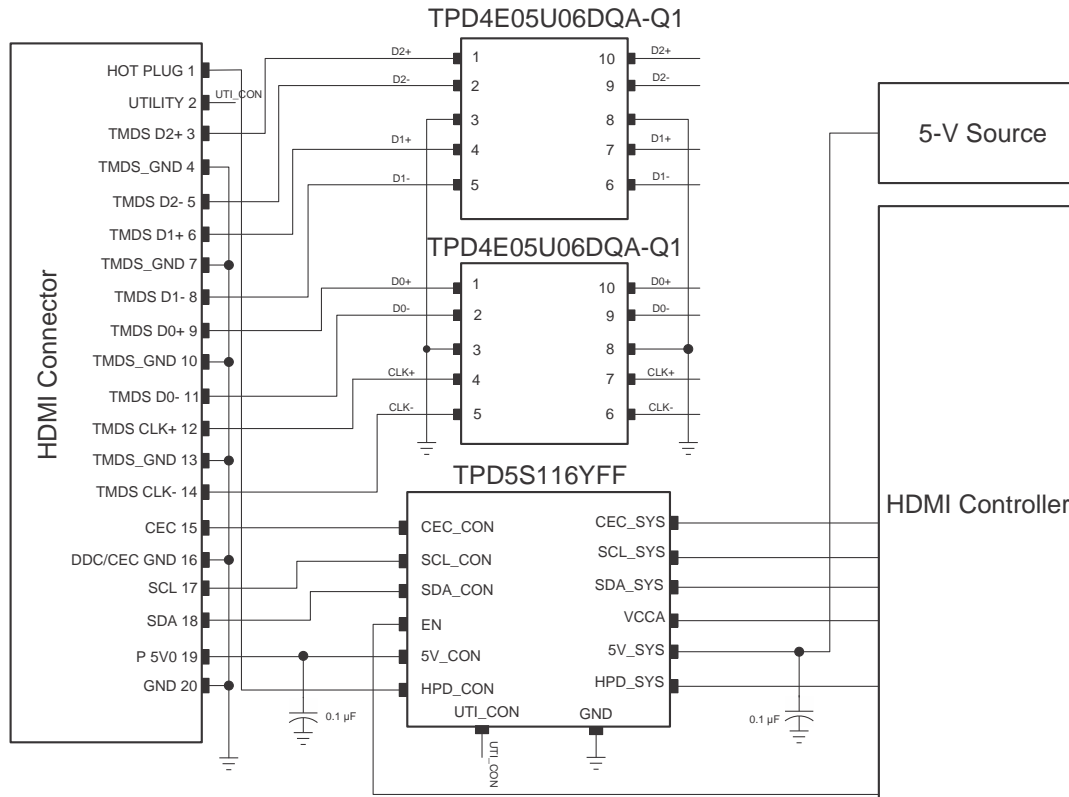 TPD4E05U06DQA-Q1
HDMI Connector
HOT PLUG 1
UTILITY 2
UTI_CON
TMDS D2+ 3
TMDS_GND 4
TMDS D2- 5
TMDS D1+ 6
TMDS_GND 7
TMDS D1- 8
TMDS D0+ 9
TMDS_GND 10
TMDS D0- 11
TMDS CLK+ 12
TMDS_GND 13
TMDS CLK- 14
CEC 15
DDC/CEC GND 16
SCL 17
SDA 18
P 5V0 19
GND 20
0.1 µF
D2+
D2-
D1+
D1-
1
2
3
4
5
10
9
8
7
6
D2+
D2-
D1+
D1-
TPD4E05U06DQA-Q1
D0+
D0-
CLK+
CLK-
1
2
3
4
5
10
9
8
7
6
D0+
D0-
CLK+
CLK-
TPD5S116YFF
CEC_CON
SCL_CON
SDA_CON
EN
5V_CON
HPD_CON
UTI_CON
GND
CEC_SYS
SCL_SYS
SDA_SYS
VCCA
5V_SYS
HPD_SYS
UTI_CON
0.1 µF
5-V Source
HDMI Controller